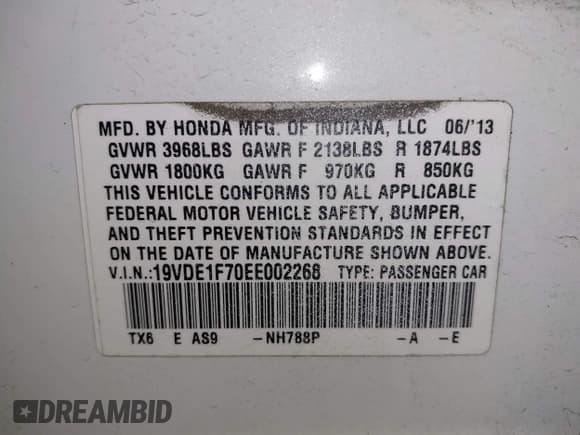 MFD. BY HONDA MFG. OF INDIANA, LLC 06/'13
GVWR 3968LBS GAWR F 2138LBS R 1874LBS
GVWR 1800KG GAWR F 970KG R 850KG
THIS VEHICLE CONFORMS TO ALL APPLICABLE
FEDERAL MOTOR VEHICLE SAFETY, BUMPER,
AND THEFT PREVENTION STANDARDS IN EFFECT
ON THE DATE OF MANUFACTURE SHOWN ABOVE.
V.I.N.:19VDE1F70EE002268 TYPE: PASSENGER CAR
TX6 E AS9 -NH788P -A -E
DREAMBID